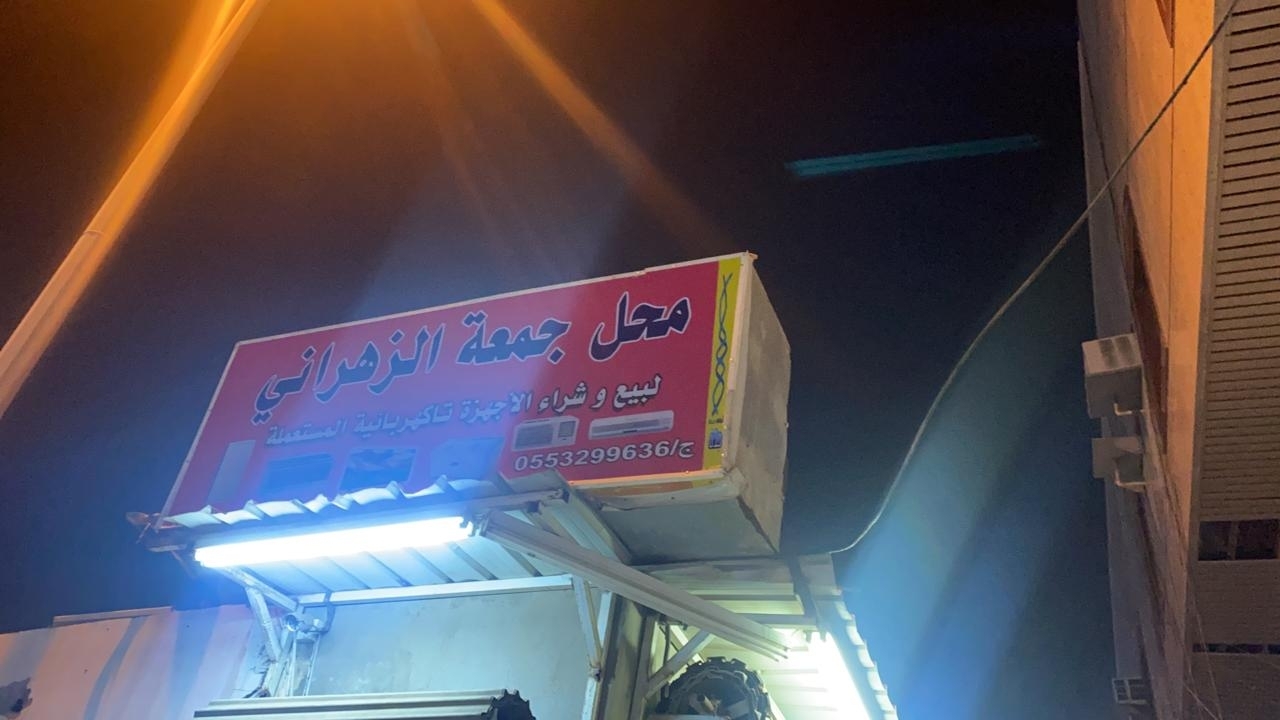 محل جمعة الزهراني
لبيع و شراء الاجهزة تاكهربائية المستعملة
ج/0553299636